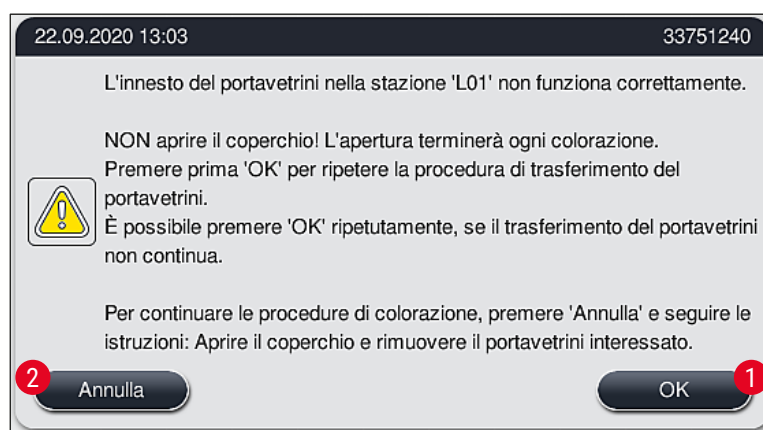 22.09.2020 13:03 33751240
L'innesto del portavetrini nella stazione 'L01' non funziona correttamente.
NON aprire il coperchio! L'apertura terminerà ogni colorazione.
Premere prima 'OK' per ripetere la procedura di trasferimento del
portavetrini.
È possibile premere 'OK' ripetutamente, se il trasferimento del portavetrini
non continua.
Per continuare le procedure di colorazione, premere 'Annulla' e seguire le
istruzioni: Aprire il coperchio e rimuovere il portavetrini interessato.
2 Annulla OK 1